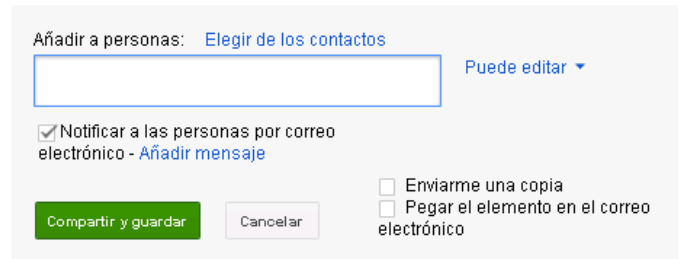 Añadir a personas: Elegir de los contactos
Puede editar
Notificar a las personas por correo
electrónico - Añadir mensaje
Enviarme una copia
Pegar el elemento en el correo
electrónico
Compartir y guardar
Cancelar